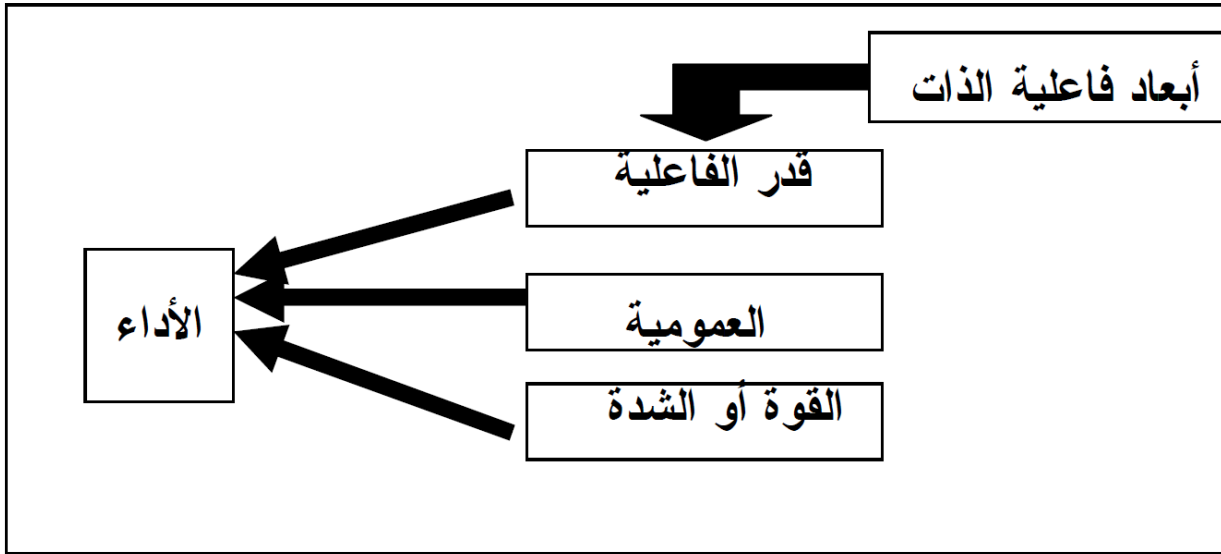 أبعاد فاعلية الذات
قدر الفاعلية
العمومية
القوة أو الشدة
الأداء